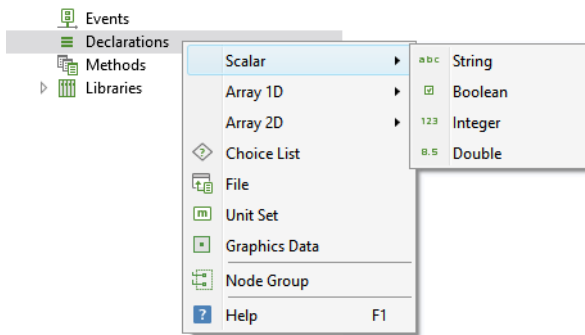 Events
Declarations
Methods
Libraries
Scalar
Array 1D
Array 2D
Choice List
File
m Unit Set
Graphics Data
Node Group
? Help F1
abc String
Boolean
123 Integer
8.5 Double